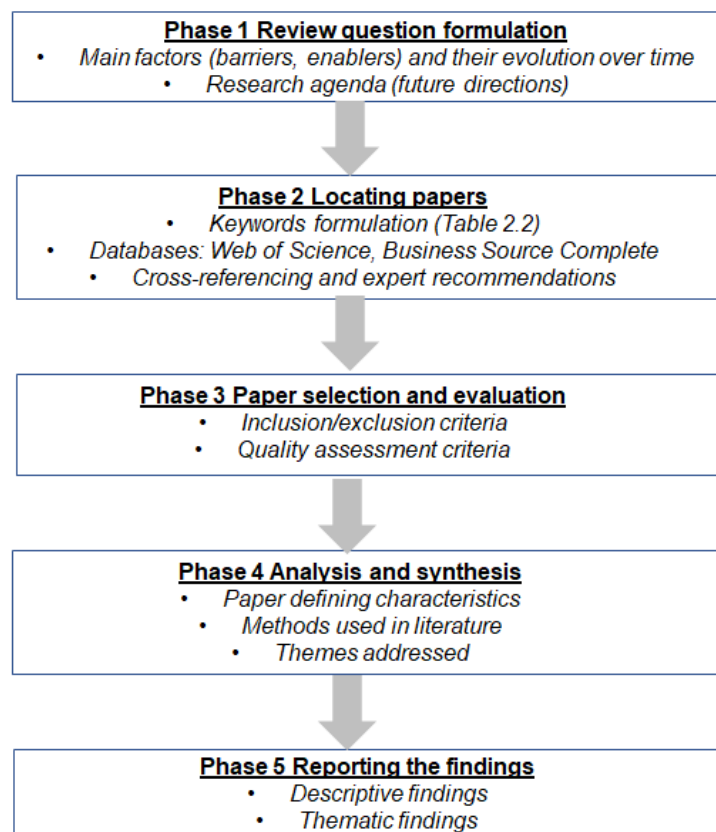 Phase 1 Review question formulation
• Main factors (barriers, enablers) and their evolution over time
• Research agenda (future directions)
Phase 2 Locating papers
• Keywords formulation (Table 2.2)
• Databases: Web of Science, Business Source Complete
• Cross-referencing and expert recommendations
Phase 3 Paper selection and evaluation
• Inclusion/exclusion criteria
• Quality assessment criteria
Phase 4 Analysis and synthesis
• Paper defining characteristics
• Methods used in literature
• Themes addressed
Phase 5 Reporting the findings
• Descriptive findings
• Thematic findings